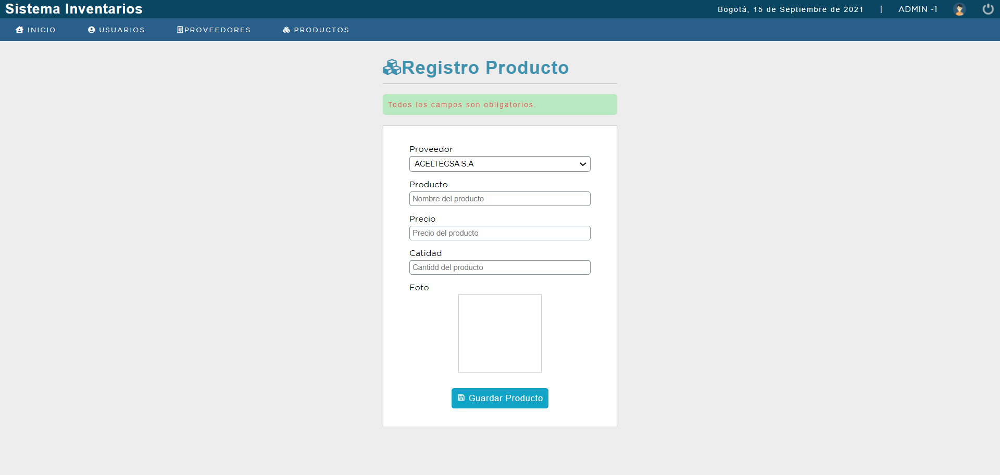 Sistema Inventarios
Bogotá, 15 de Septiembre de 2021 | ADMIN -1
INICIO USUARIOS PROVEEDORES PRODUCTOS
Registro Producto
Todos los campos son obligatorios.
Proveedor
ACELTECSA S.A
Producto
Nombre del producto
Precio
Precio del producto
Catidad
Cantidd del producto
Foto
Guardar Producto